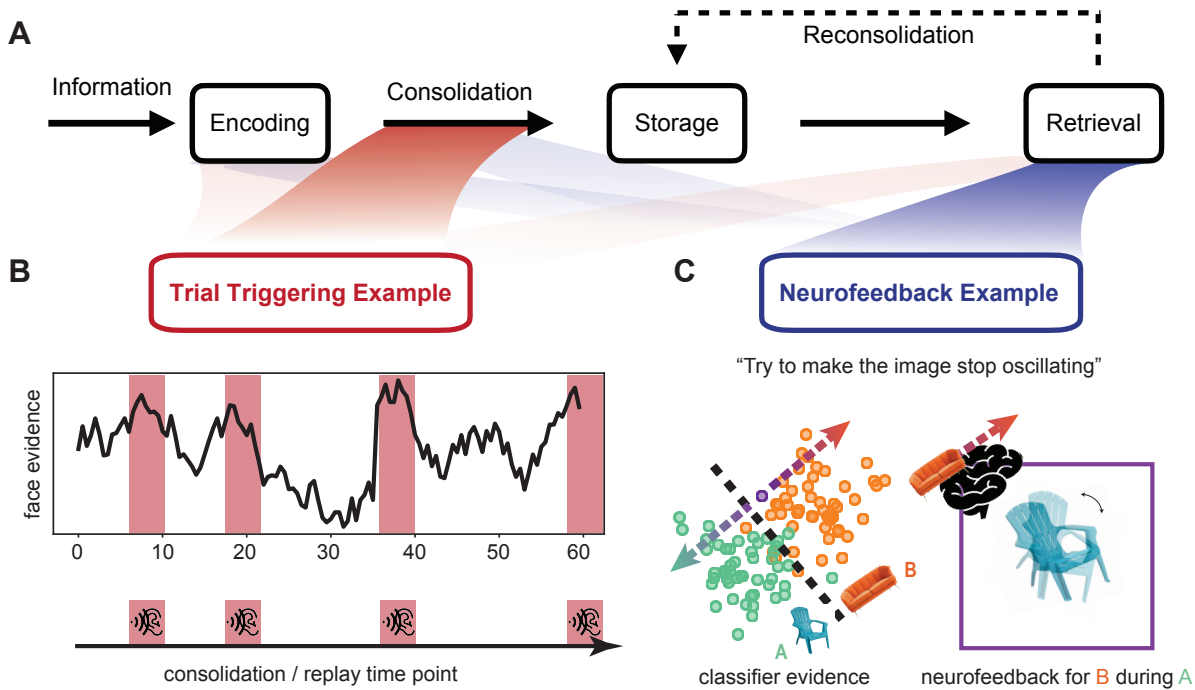 A
Reconsolidation
Information
Consolidation
Encoding
Storage
Retrieval
B
Trial Triggering Example
C
Neurofeedback Example
“Try to make the image stop oscillating”
face evidence
0 10 20 30 40 50 60
B
A
consolidation / replay time point
classifier evidence
neurofeedback for B during A